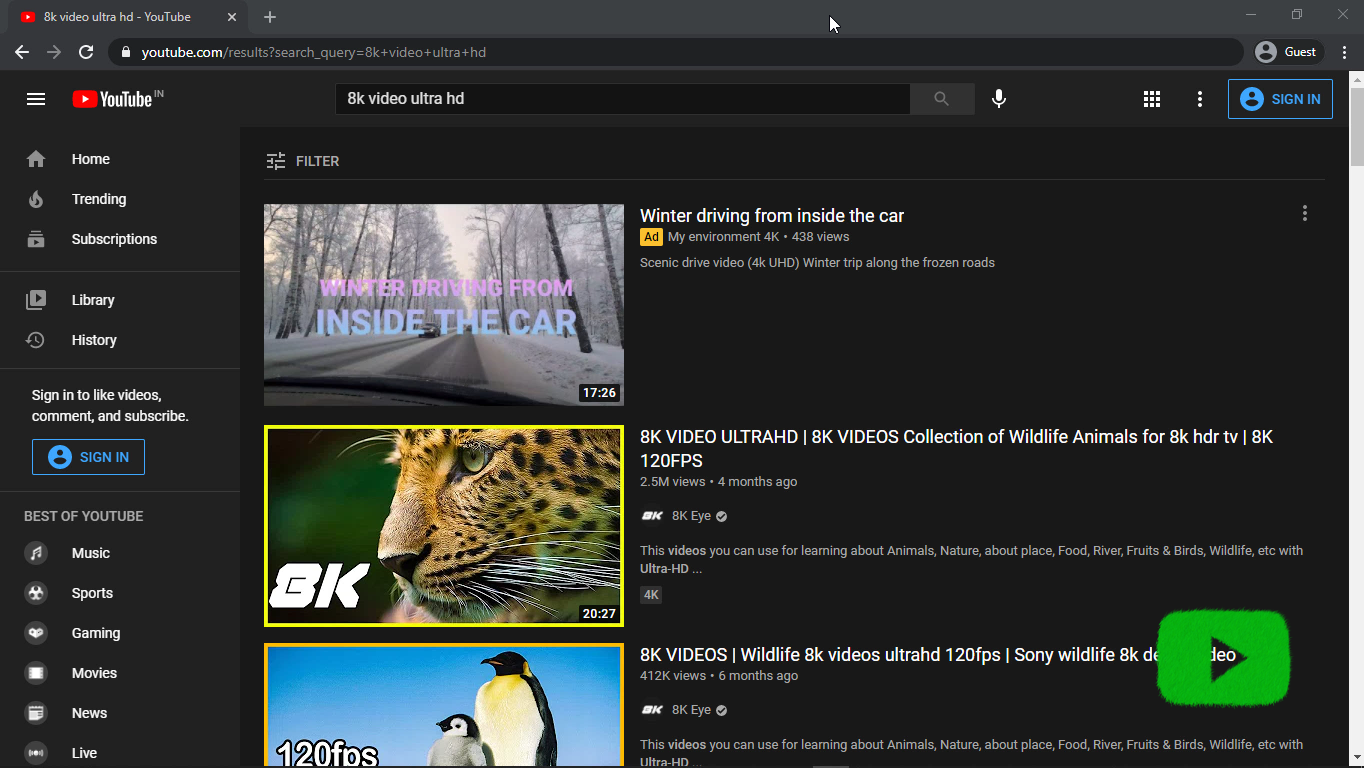 8k video ultra hd - YouTube
youtube.com/results?search_query=8k+video+ultra+hd
Guest
YouTube IN
8k video ultra hd
SIGN IN
Home
Trending
Subscriptions
Library
History
Sign in to like videos,
comment, and subscribe.
SIGN IN
BEST OF YOUTUBE
Music
Sports
Gaming
Movies
News
Live
FILTER
WINTER DRIVING FROM
INSIDE THE CAR
17:26
Winter driving from inside the car
Ad My environment 4K • 438 views
Scenic drive video (4k UHD) Winter trip along the frozen roads
8K
20:27
8K VIDEO ULTRAHD | 8K VIDEOS Collection of Wildlife Animals for 8k hdr tv | 8K
120FPS
2.5M views • 4 months ago
8K 8K Eye
This videos you can use for learning about Animals, Nature, about place, Food, River, Fruits & Birds, Wildlife, etc with
Ultra-HD ...
4K
120fps
8K VIDEOS | Wildlife 8k videos ultrahd 120fps | Sony wildlife 8k
412K views • 6 months ago
8K 8K Eye
This videos you can use for learning about Animals, Nature, about place, Food, River, Fruits & Birds, Wildlife, etc with
Ultra-HD ...